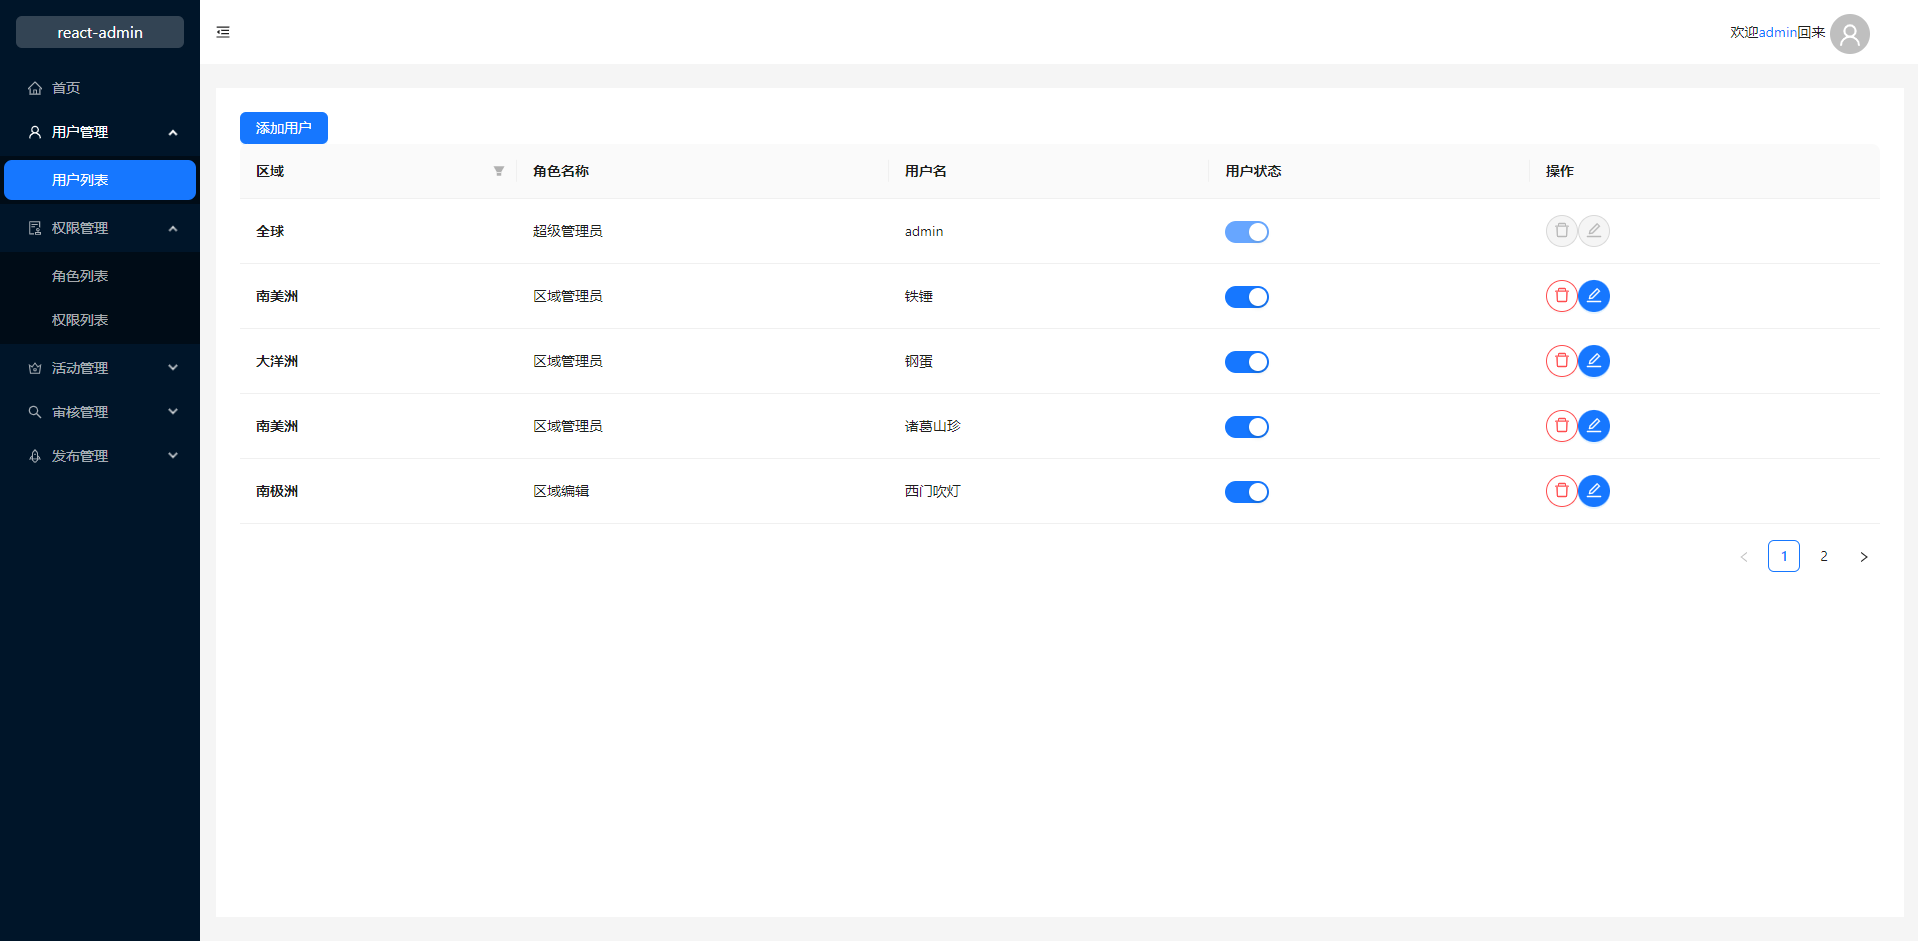 react-admin
首页
用户管理
用户列表
权限管理
角色列表
权限列表
活动管理
审核管理
发布管理
欢迎admin回来
添加用户
区域 角色名称 用户名 用户状态 操作
全球 超级管理员 admin
南美洲 区域管理员 铁锤
大洋洲 区域管理员 钢蛋
南美洲 区域管理员 诸葛山珍
南极洲 区域编辑 西门吹灯
1 2